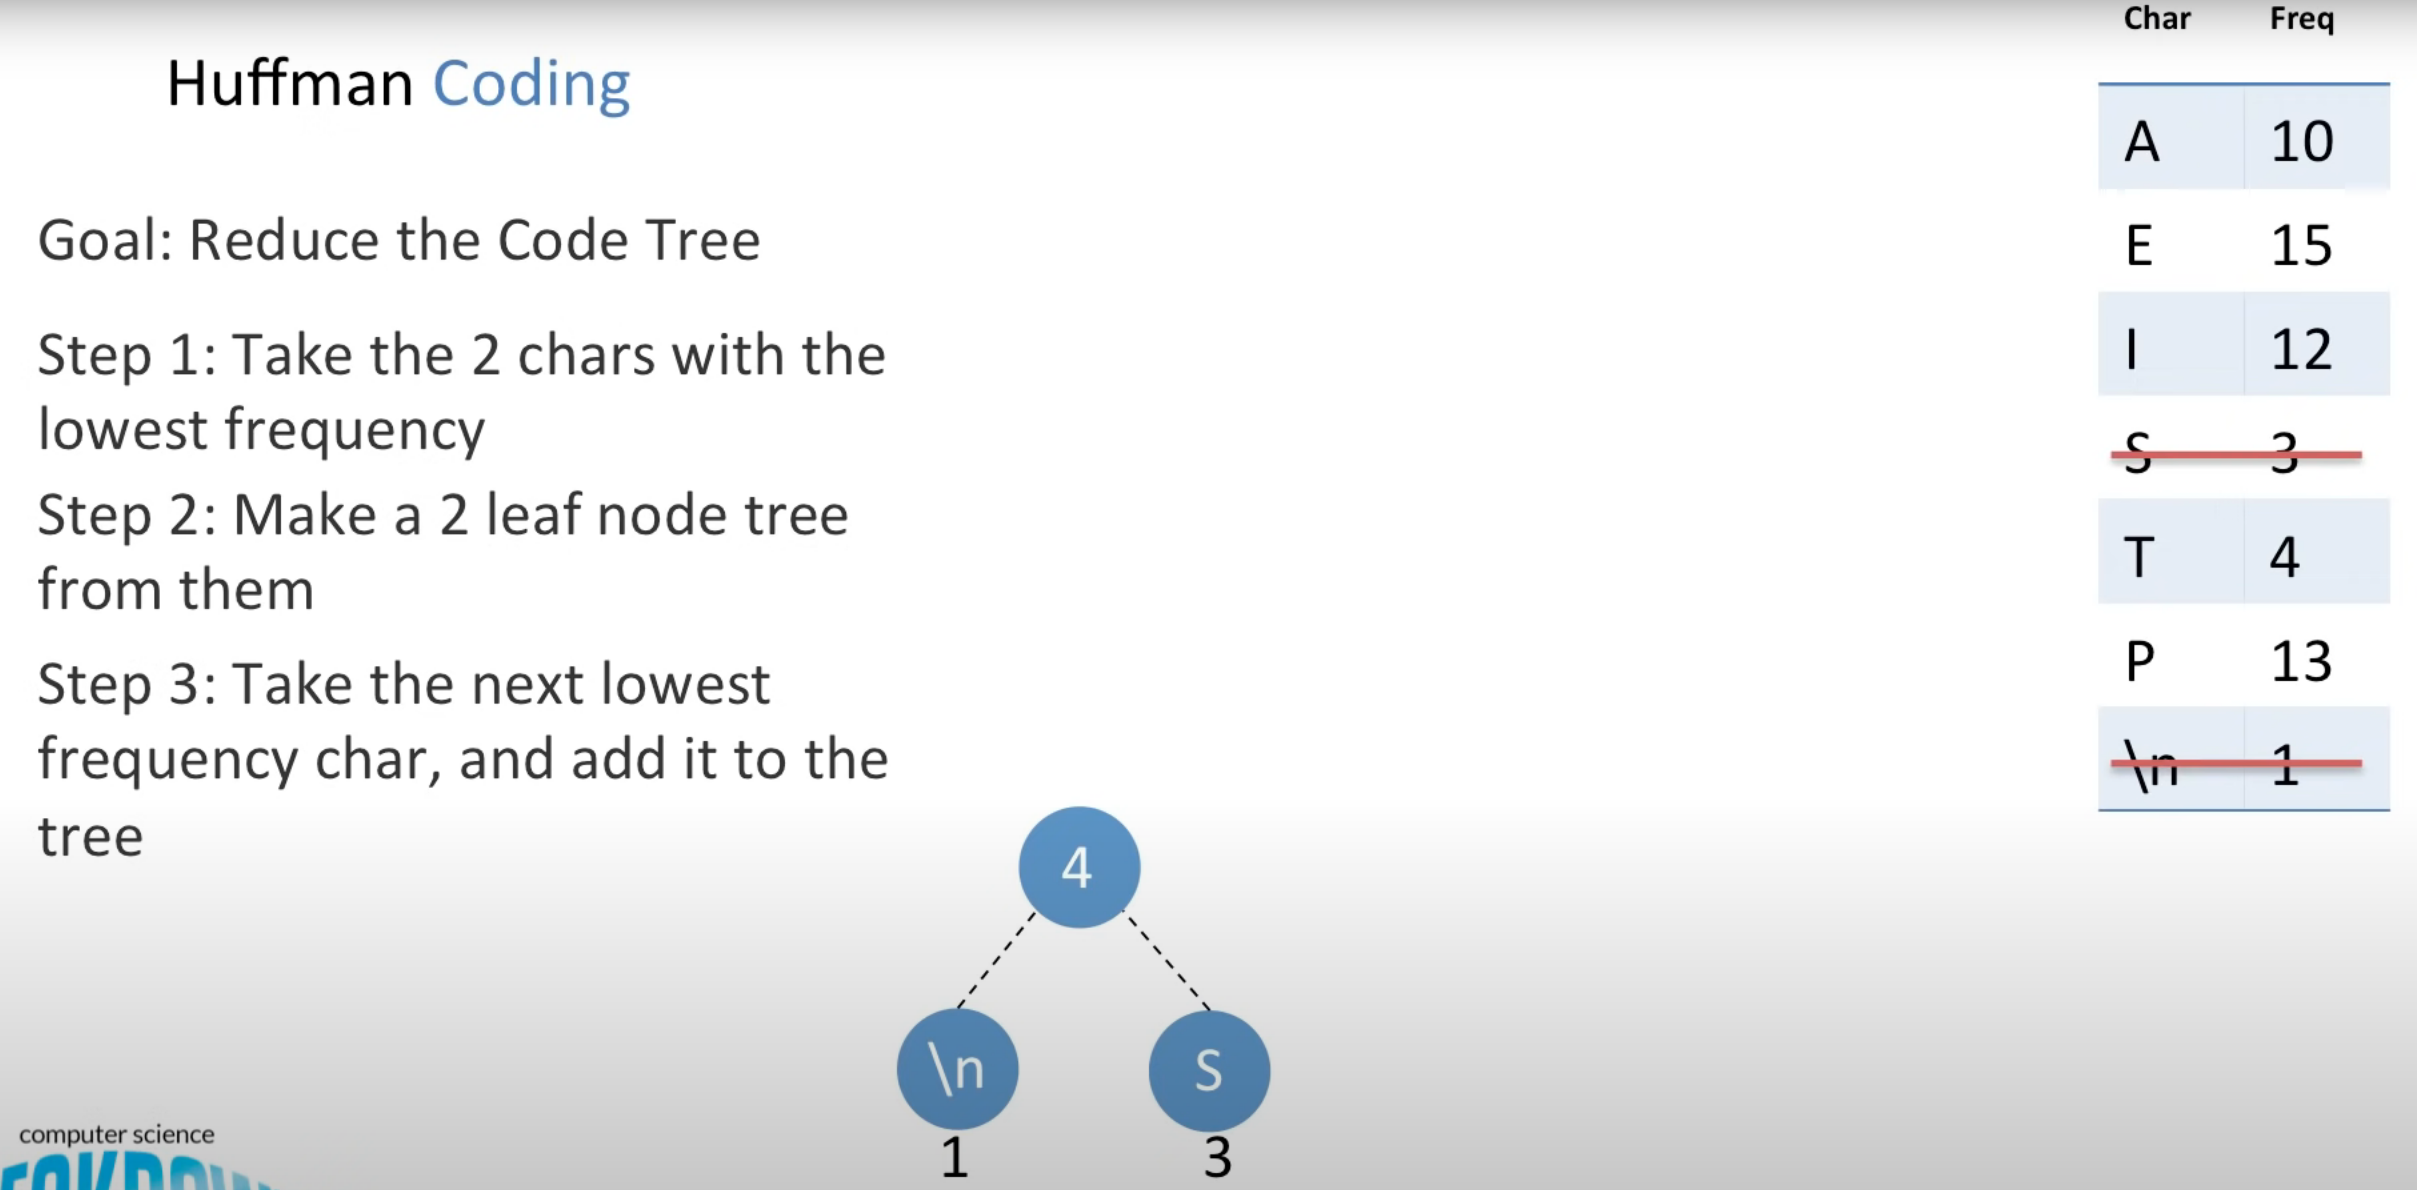 Huffman Coding
Goal: Reduce the Code Tree
Step 1: Take the 2 chars with the
lowest frequency
Step 2: Make a 2 leaf node tree
from them
Step 3: Take the next lowest
frequency char, and add it to the
tree
Char Freq
A 10
E 15
I 12
S 3
T 4
P 13
\n 1
4
\n S
1 3
computer science